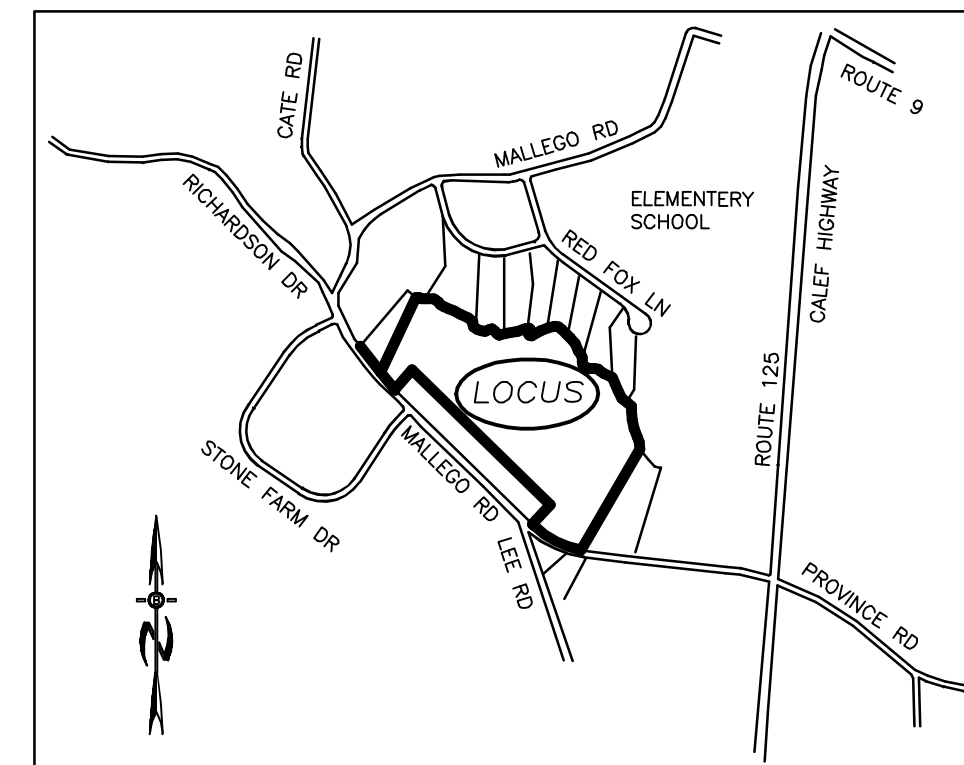 CATE RD
ROUTE 9
MALLEGO RD
RICHARDSON DR
ELEMENTERY
SCHOOL
CALEF HIGHWAY
RED FOX LN
LOCUS
ROUTE 125
MALLEGO RD
STONE FARM DR
LEE RD
PROVINCE RD
B
N